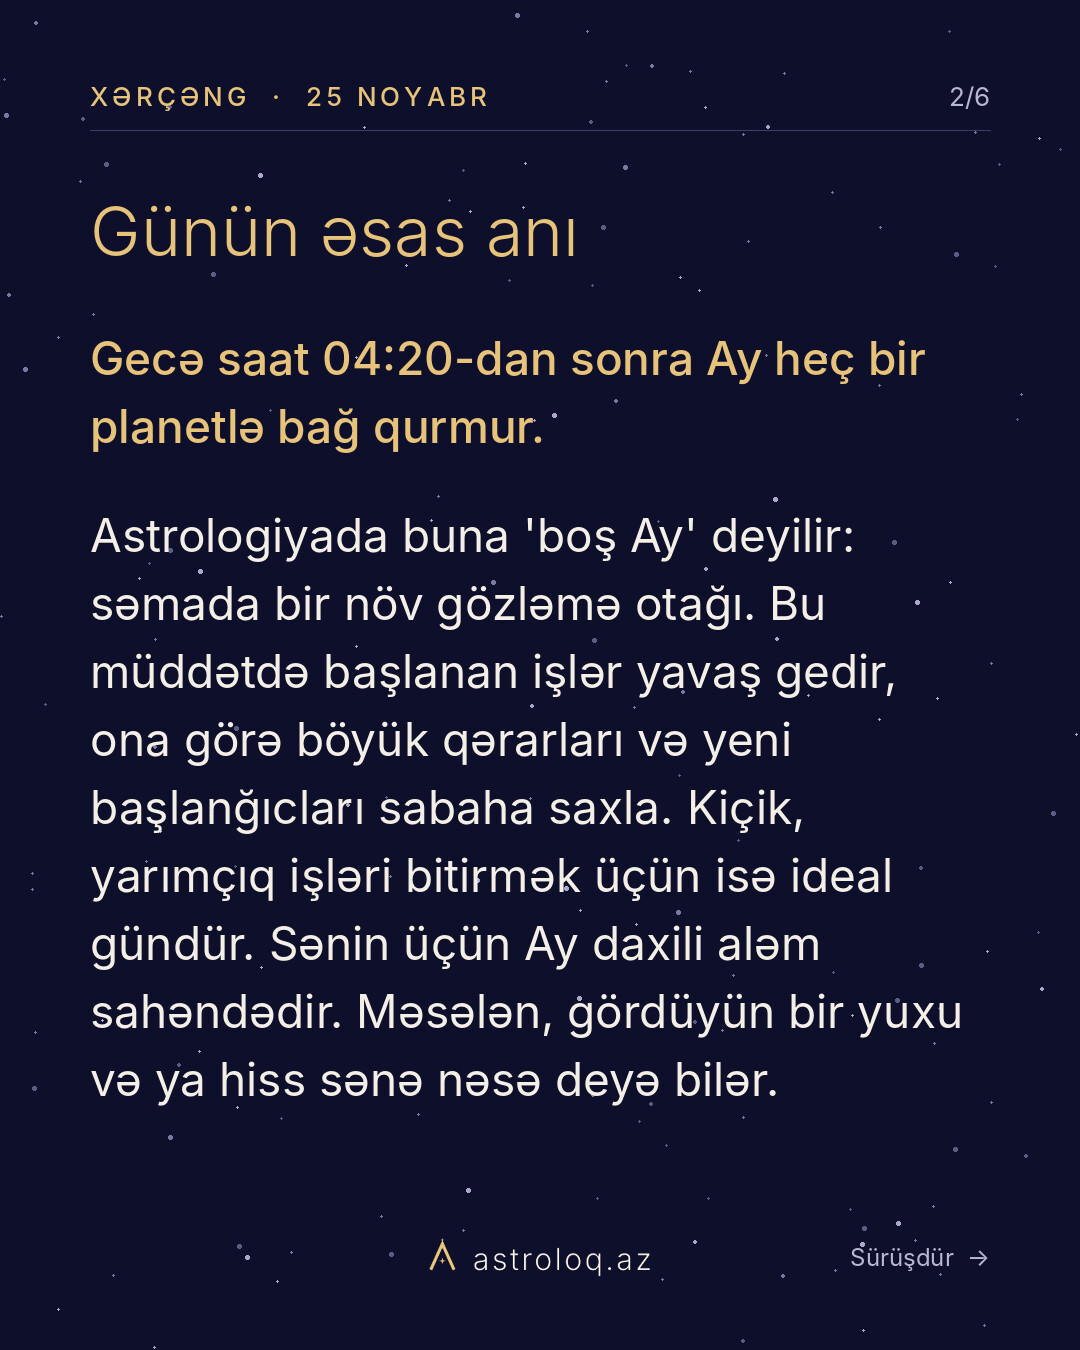 XƏRÇƏNG · 25 NOYABR
2/6
Günün əsas anı
Gecə saat 04:20-dan sonra Ay heç bir
planetlə bağ qurmur.
Astrologiyada buna 'boş Ay' deyilir:
səmada bir növ gözləmə otağı. Bu
müddətdə başlanan işlər yavaş gedir,
ona görə böyük qərarları və yeni
başlanğıcları sabaha saxla. Kiçik,
yarımçıq işləri bitirmək üçün isə ideal
gündür. Sənin üçün Ay daxili aləm
sahəndədir. Məsələn, gördüyün bir yuxu
və ya hiss sənə nəsə deyə bilər.
astroloq.az
Sürüşdür →